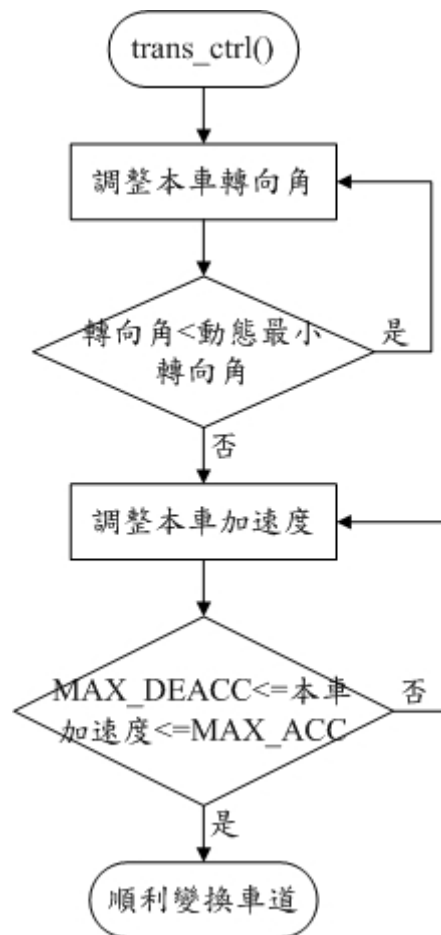 trans_ctrl()
調整本車轉向角
轉向角<動態最小
轉向角
是
否
調整本車加速度
MAX_DEACC<=本車
加速度<=MAX_ACC
否
是
順利變換車道